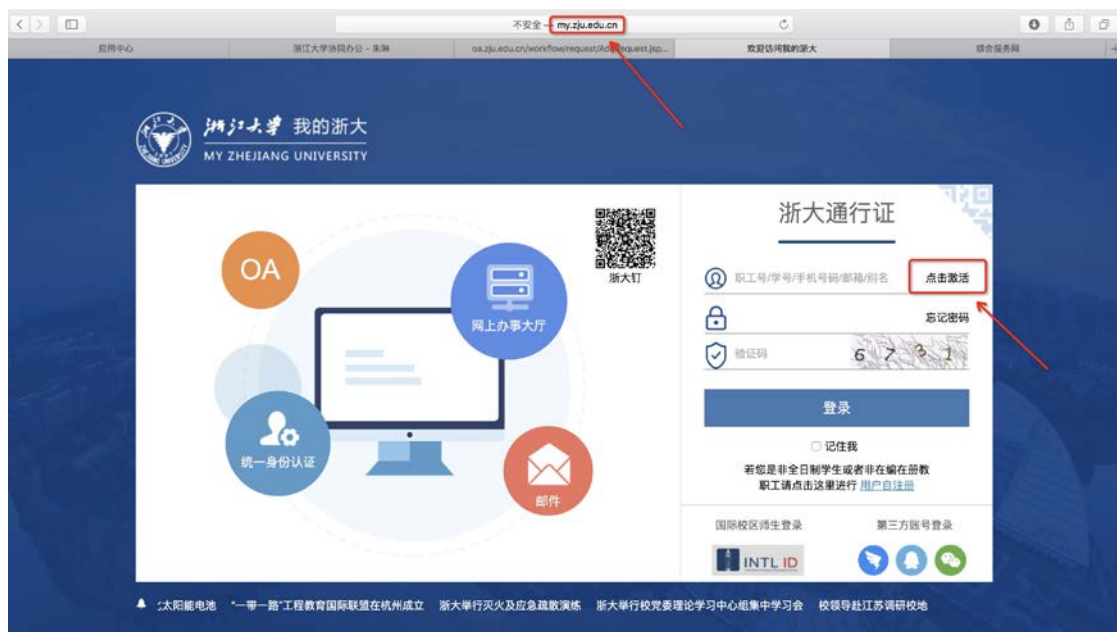 不安全 — my.zju.edu.cn
应用中心
浙江大学协同办公 - 朱琳
oa.zju.edu.cn/workflow/request/AddRequest.jsp...
欢迎访问我的浙大
综合服务网
浙江大学 我的浙大
MY ZHEJIANG UNIVERSITY
浙大通行证
OA
浙大钉
职工号/学号/手机号码/邮箱/别名
点击激活
网上办事大厅
忘记密码
验证码
6 7 3 1
登录
统一身份认证
邮件
记住我
若您是非全日制学生或者非在编在册教
职工请点击这里进行 用户自注册
国际校区师生登录
第三方账号登录
INTL ID
太阳能电池 "一带一路"工程教育国际联盟在杭州成立 浙大举行灭火及应急疏散演练 浙大举行校党委理论学习中心组集中学习会 校领导赴江苏调研校地